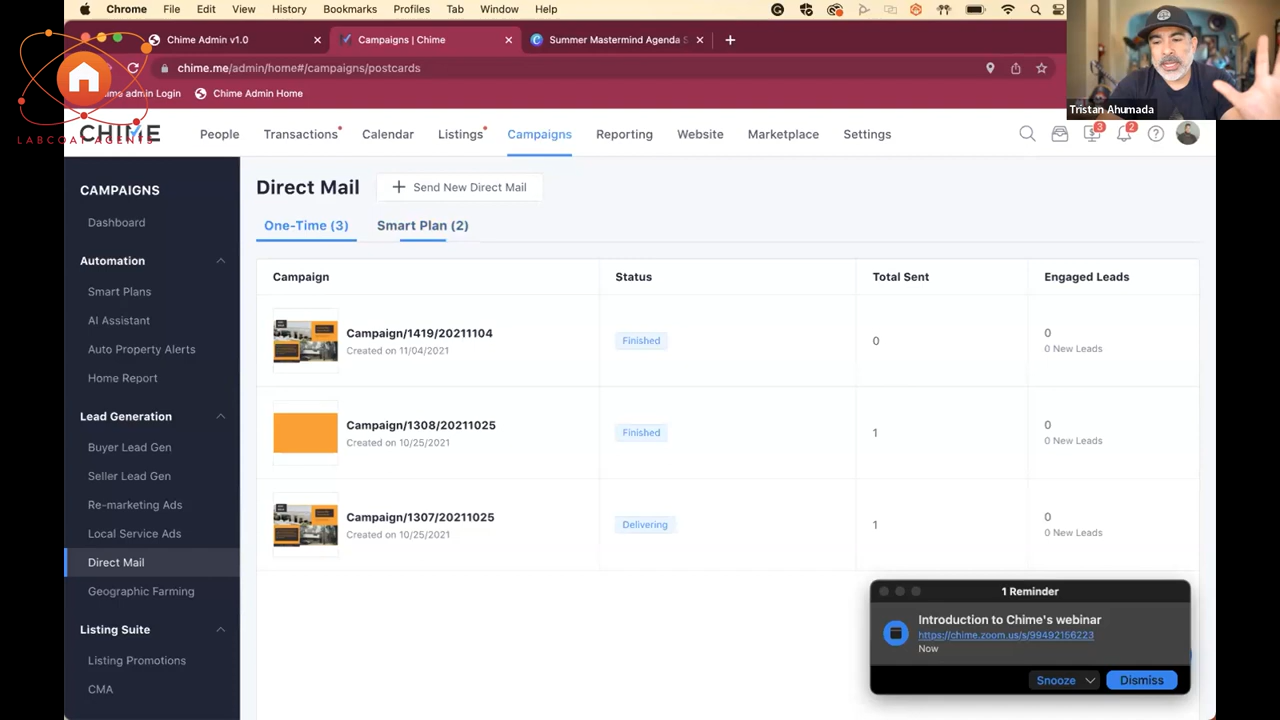 Chrome File Edit View History Bookmarks Profiles Tab Window Help
Chime Admin v1.0
Campaigns | Chime
Summer Mastermind Agenda S
chime.me/admin/home#/campaigns/postcards
me admin Login
Chime Admin Home
Tristan Ahumada
LABCOAT AGENTS
CHIME
People Transactions Calendar Listings Campaigns Reporting Website Marketplace Settings
3
2
CAMPAIGNS
Dashboard
Automation
Smart Plans
AI Assistant
Auto Property Alerts
Home Report
Lead Generation
Buyer Lead Gen
Seller Lead Gen
Re-marketing Ads
Local Service Ads
Direct Mail
Geographic Farming
Listing Suite
Listing Promotions
CMA
Direct Mail
+ Send New Direct Mail
One-Time (3) Smart Plan (2)
Campaign Status Total Sent Engaged Leads
Campaign/1419/20211104
Created on 11/04/2021
Finished
0
0
0 New Leads
Campaign/1308/20211025
Created on 10/25/2021
Finished
1
0
0 New Leads
Campaign/1307/20211025
Created on 10/25/2021
Delivering
1
0
0 New Leads
1 Reminder
Introduction to Chime's webinar
https://chime.zoom.us/s/99492156223
Now
Snooze
Dismiss